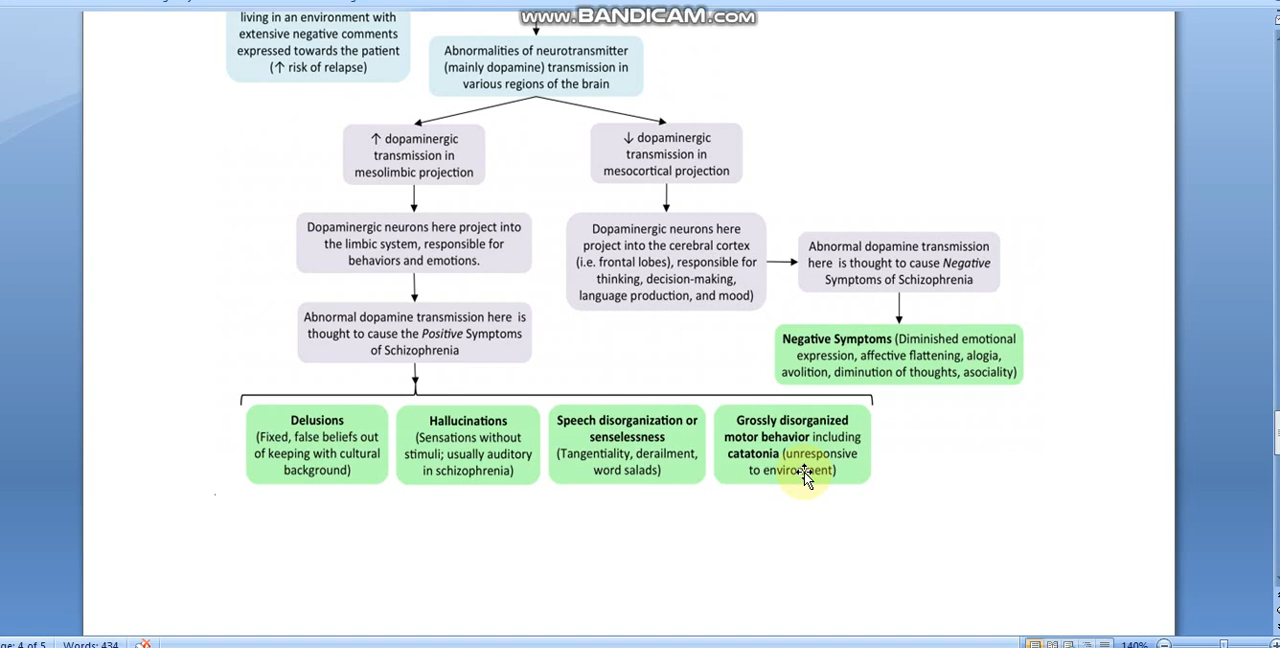 www.BANDICAM.com
living in an environment with
extensive negative comments
expressed towards the patient
(↑ risk of relapse)
Abnormalities of neurotransmitter
(mainly dopamine) transmission in
various regions of the brain
↑ dopaminergic
transmission in
mesolimbic projection
↓ dopaminergic
transmission in
mesocortical projection
Dopaminergic neurons here project into
the limbic system, responsible for
behaviors and emotions.
Dopaminergic neurons here
project into the cerebral cortex
(i.e. frontal lobes), responsible for
thinking, decision-making,
language production, and mood)
Abnormal dopamine transmission
here is thought to cause Negative
Symptoms of Schizophrenia
Abnormal dopamine transmission here is
thought to cause the Positive Symptoms
of Schizophrenia
Negative Symptoms (Diminished emotional
expression, affective flattening, alogia,
avolition, diminution of thoughts, asociality)
Delusions
(Fixed, false beliefs out
of keeping with cultural
background)
Hallucinations
(Sensations without
stimuli; usually auditory
in schizophrenia)
Speech disorganization or
senselessness
(Tangentiality, derailment,
word salads)
Grossly disorganized
motor behavior including
catatonia (unresponsive
to environment)
ge: 4 of 5 Words: 434 140%